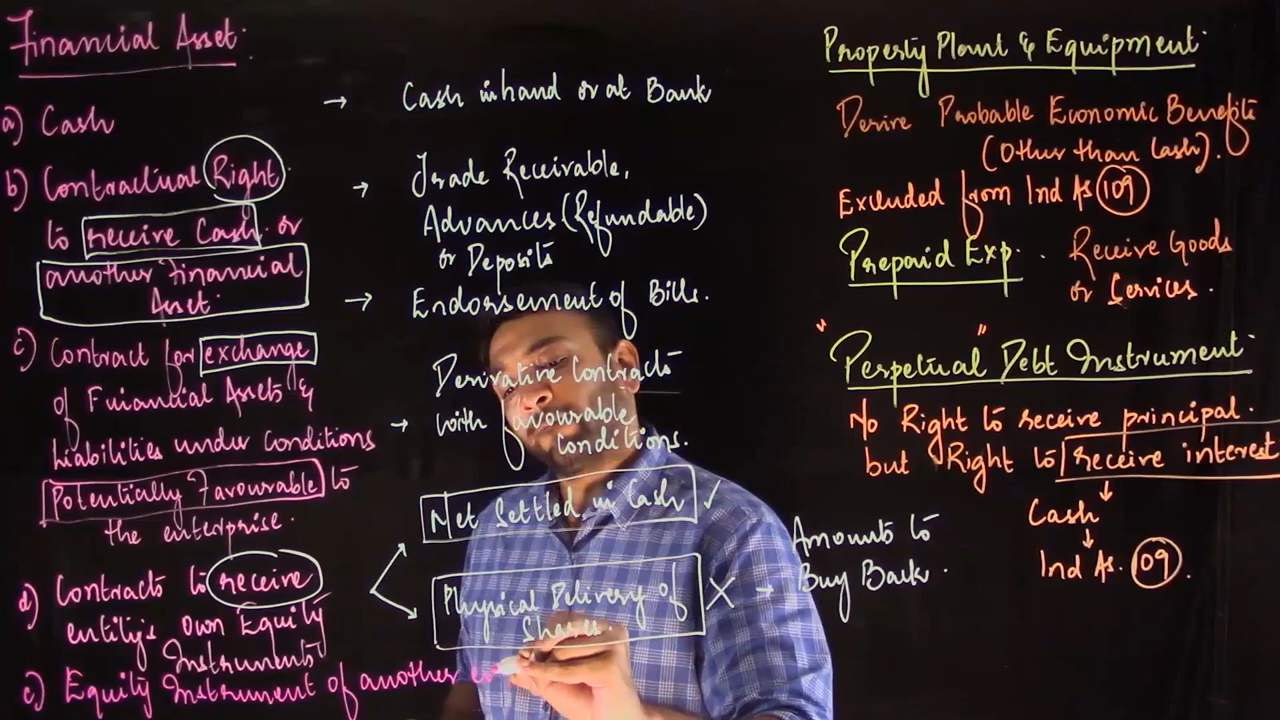 Financial Asset:
a) Cash
b) Contractual Right
to receive Cash or
another Financial
Asset.
c) Contract for exchange
of Financial Assets &
Liabilities under conditions
Potentially Favourable to
the enterprise.
d) Contracts to receive
entity's own Equity
Instruments
e) Equity Instrument of another
→ Cash in hand or at Bank
→ Trade Receivable,
Advances (Refundable)
or Deposits
→ Endorsement of Bills.
→ Derivative Contracts
with favourable
conditions.
Net Settled in Cash ✓
Physical Delivery of
Shares. X → Amounts to
Buy Back.
Property Plant & Equipment:
Derive Probable Economic Benefits
(Other than Cash).
Excluded from Ind As 109
Prepaid Exp. . Receive Goods
or Services.
"Perpetual" Debt Instrument:
No Right to receive principal.
but Right to receive interest
↓
Cash
↓
Ind As. 109.